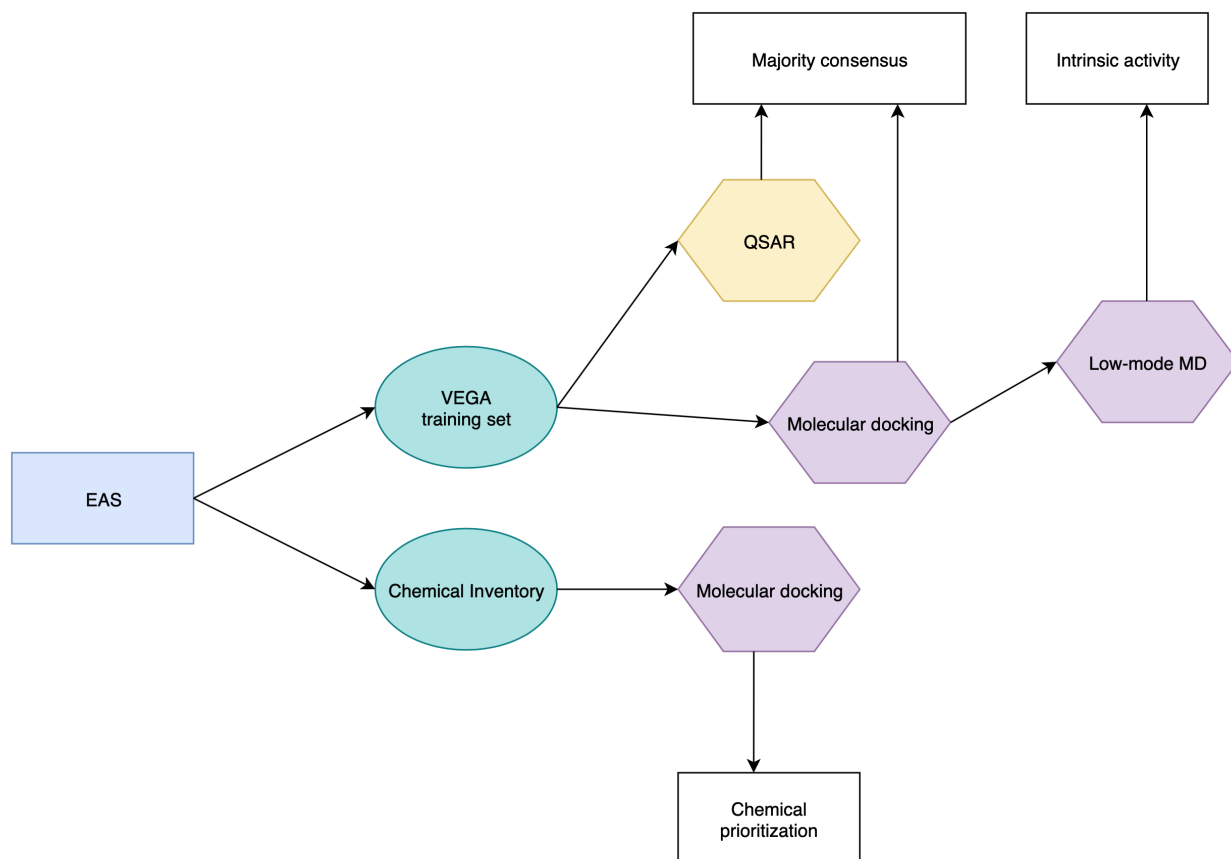 Majority consensus
Intrinsic activity
QSAR
Low-mode MD
VEGA
training set
Molecular docking
EAS
Chemical Inventory
Molecular docking
Chemical
prioritization